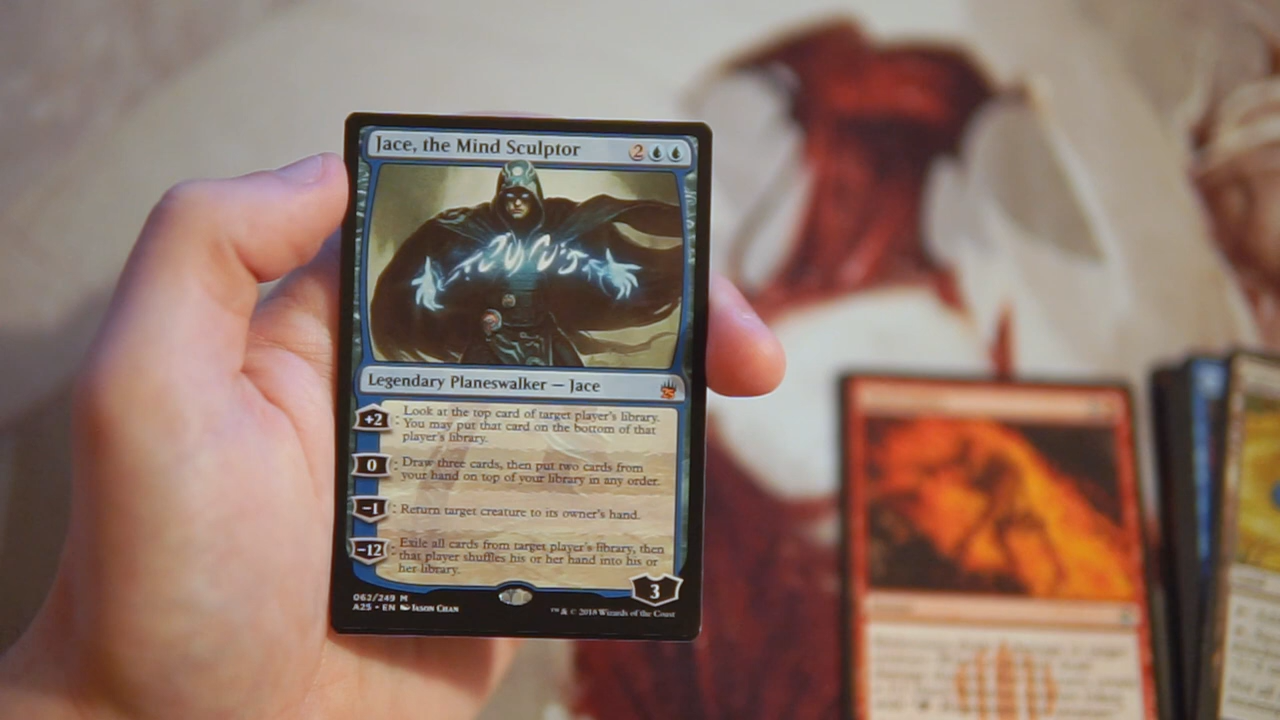 Jace, the Mind Sculptor 2
Legendary Planeswalker — Jace
+2 : Look at the top card of target player's library.
You may put that card on the bottom of that
player's library.
0 : Draw three cards, then put two cards from
your hand on top of your library in any order.
−1 : Return target creature to its owner's hand.
−12 : Exile all cards from target player's library, then
that player shuffles his or her hand into his or
her library.
3
062/249 M
A25 • EN Jason Chan
™ & © 2018 Wizards of the Coast